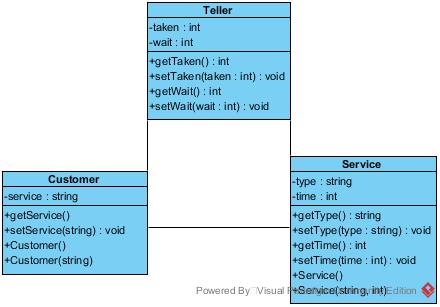 Teller
-taken : int
-wait : int
+getTaken() : int
+setTaken(taken : int) : void
+getWait() : int
+setWait(wait : int) : void
Customer
-service : string
+getService()
+setService(string) : void
+Customer()
+Customer(string)
Service
-type : string
-time : int
+getType() : string
+setType(type : string) : void
+getTime() : int
+setTime(time : int) : void
+Service()
+Service(string, int)
Powered By Visual Paradigm Community Edition